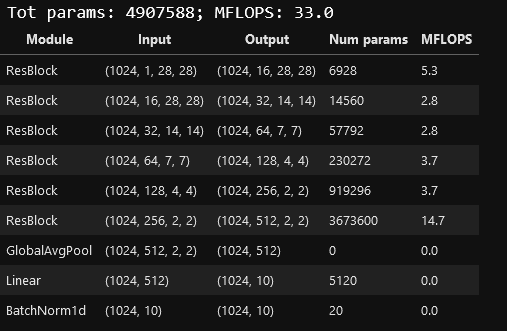 Tot params: 4907588; MFLOPS: 33.0
Module Input Output Num params MFLOPS
ResBlock (1024, 1, 28, 28) (1024, 16, 28, 28) 6928 5.3
ResBlock (1024, 16, 28, 28) (1024, 32, 14, 14) 14560 2.8
ResBlock (1024, 32, 14, 14) (1024, 64, 7, 7) 57792 2.8
ResBlock (1024, 64, 7, 7) (1024, 128, 4, 4) 230272 3.7
ResBlock (1024, 128, 4, 4) (1024, 256, 2, 2) 919296 3.7
ResBlock (1024, 256, 2, 2) (1024, 512, 2, 2) 3673600 14.7
GlobalAvgPool (1024, 512, 2, 2) (1024, 512) 0 0.0
Linear (1024, 512) (1024, 10) 5120 0.0
BatchNorm1d (1024, 10) (1024, 10) 20 0.0